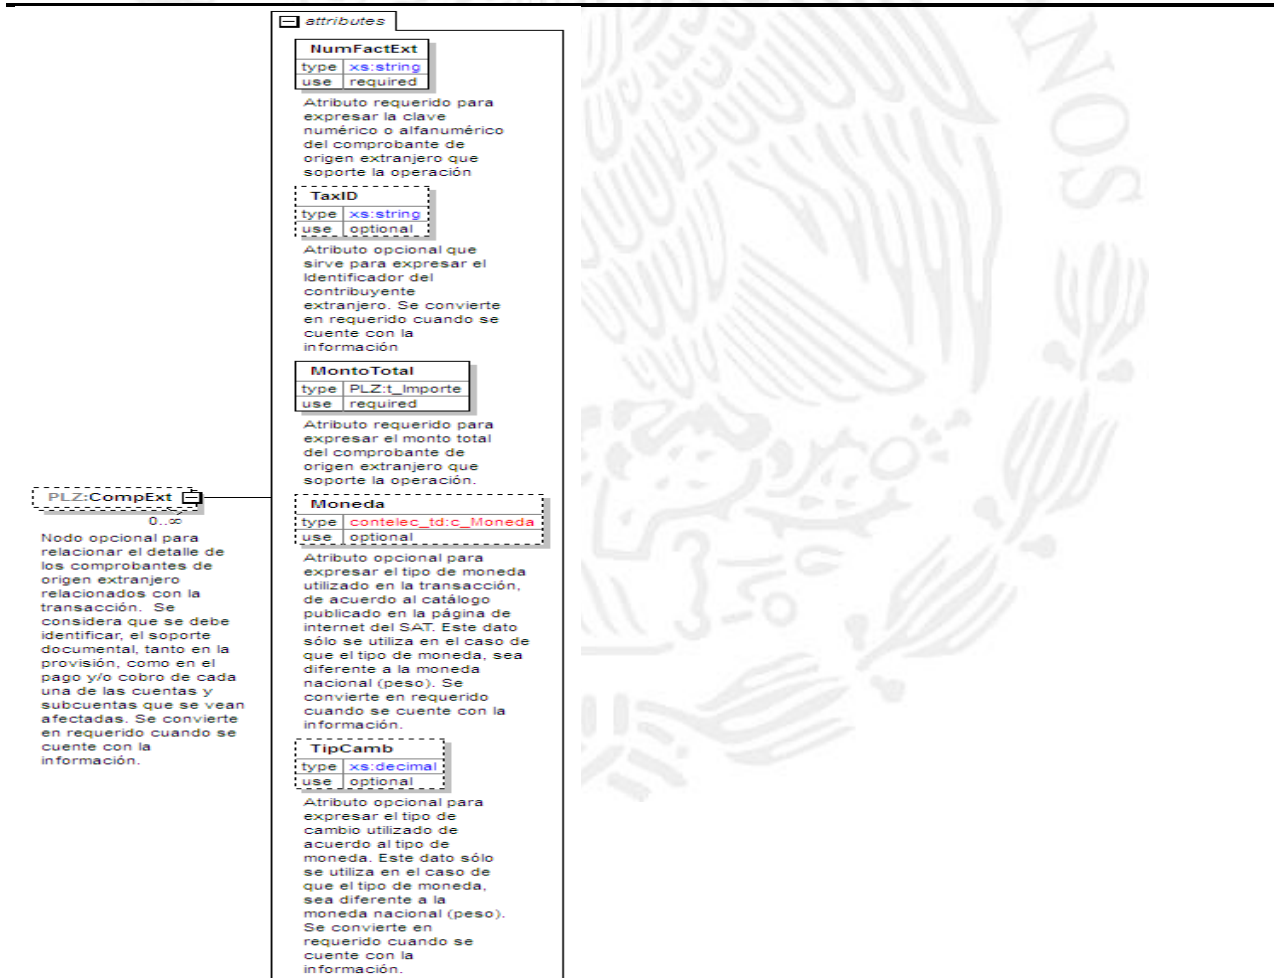 attributes
NumFactExt
type xs:string
use required
Atributo requerido para
expresar la clave
numérico o alfanumérico
del comprobante de
origen extranjero que
soporte la operación
TaxID
type xs:string
use optional
Atributo opcional que
sirve para expresar el
Identificador del
contribuyente
extranjero. Se convierte
en requerido cuando se
cuente con la
información
MontoTotal
type PLZ:t_Importe
use required
Atributo requerido para
expresar el monto total
del comprobante de
origen extranjero que
soporte la operación.
PLZ:CompExt
0..∞
Nodo opcional para
relacionar el detalle de
los comprobantes de
origen extranjero
relacionados con la
transacción. Se
considera que se debe
identificar, el soporte
documental, tanto en la
provisión, como en el
pago y/o cobro de cada
una de las cuentas y
subcuentas que se vean
afectadas. Se convierte
en requerido cuando se
cuente con la
información.
Moneda
type contelec_td:c_Moneda
use optional
Atributo opcional para
expresar el tipo de moneda
utilizado en la transacción,
de acuerdo al catálogo
publicado en la página de
internet del SAT. Este dato
sólo se utiliza en el caso de
que el tipo de moneda, sea
diferente a la moneda
nacional (peso). Se
convierte en requerido
cuando se cuente con la
información.
TipCamb
type xs:decimal
use optional
Atributo opcional para
expresar el tipo de
cambio utilizado de
acuerdo al tipo de
moneda. Este dato sólo
se utiliza en el caso de
que el tipo de moneda,
sea diferente a la
moneda nacional (peso).
Se convierte en
requerido cuando se
cuente con la
información.
ANOS